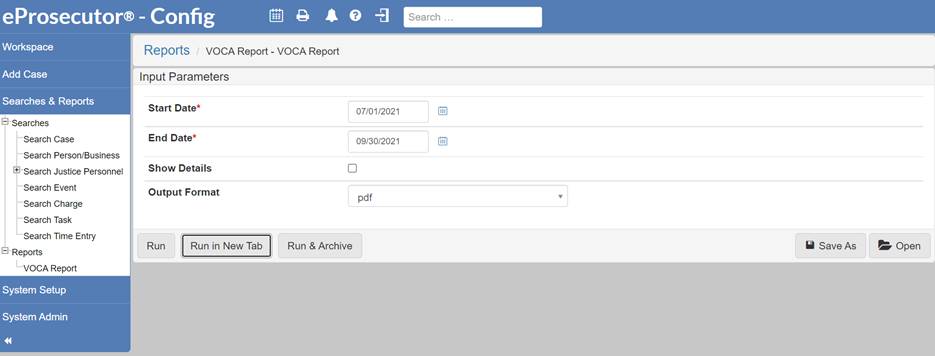 eProsecutor® - Config
Search ...
Workspace
Add Case
Searches & Reports
Searches
Search Case
Search Person/Business
Search Justice Personnel
Search Event
Search Charge
Search Task
Search Time Entry
Reports
VOCA Report
System Setup
System Admin
Reports / VOCA Report - VOCA Report
Input Parameters
Start Date* 07/01/2021
End Date* 09/30/2021
Show Details
Output Format pdf
Run Run in New Tab Run & Archive Save As Open